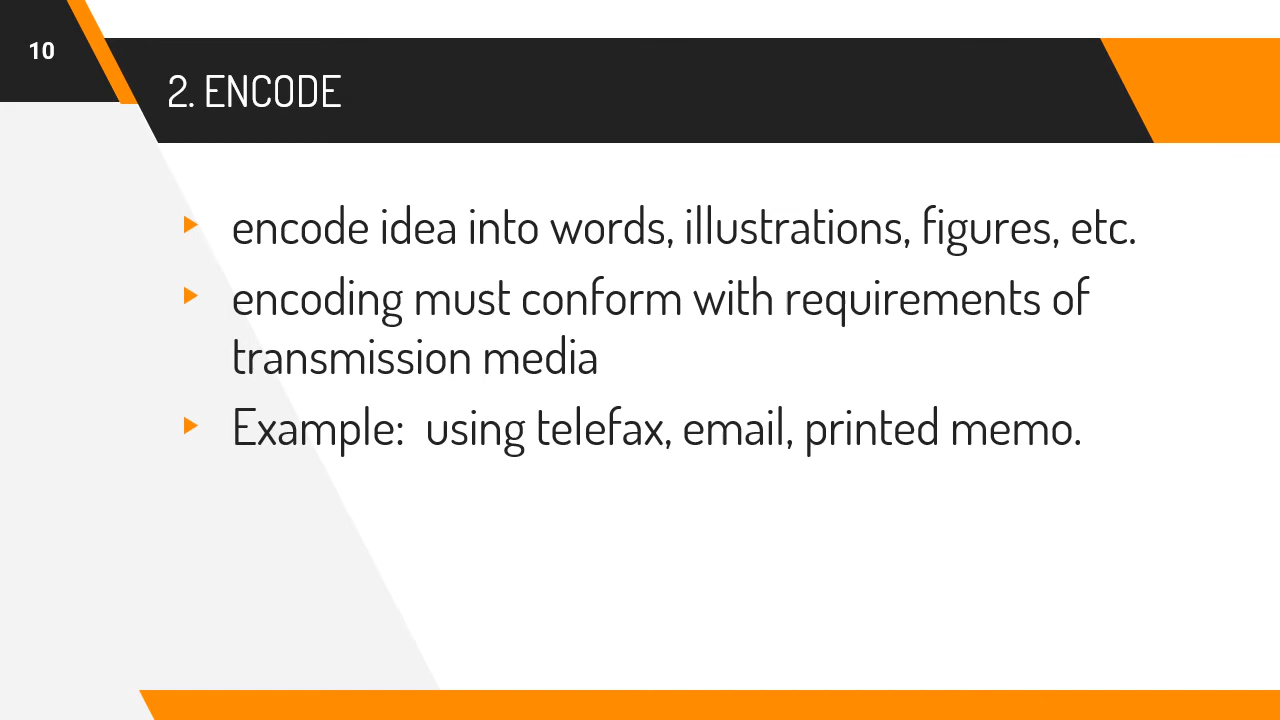 10
2. ENCODE
encode idea into words, illustrations, figures, etc.
encoding must conform with requirements of
transmission media
Example:  using telefax, email, printed memo.